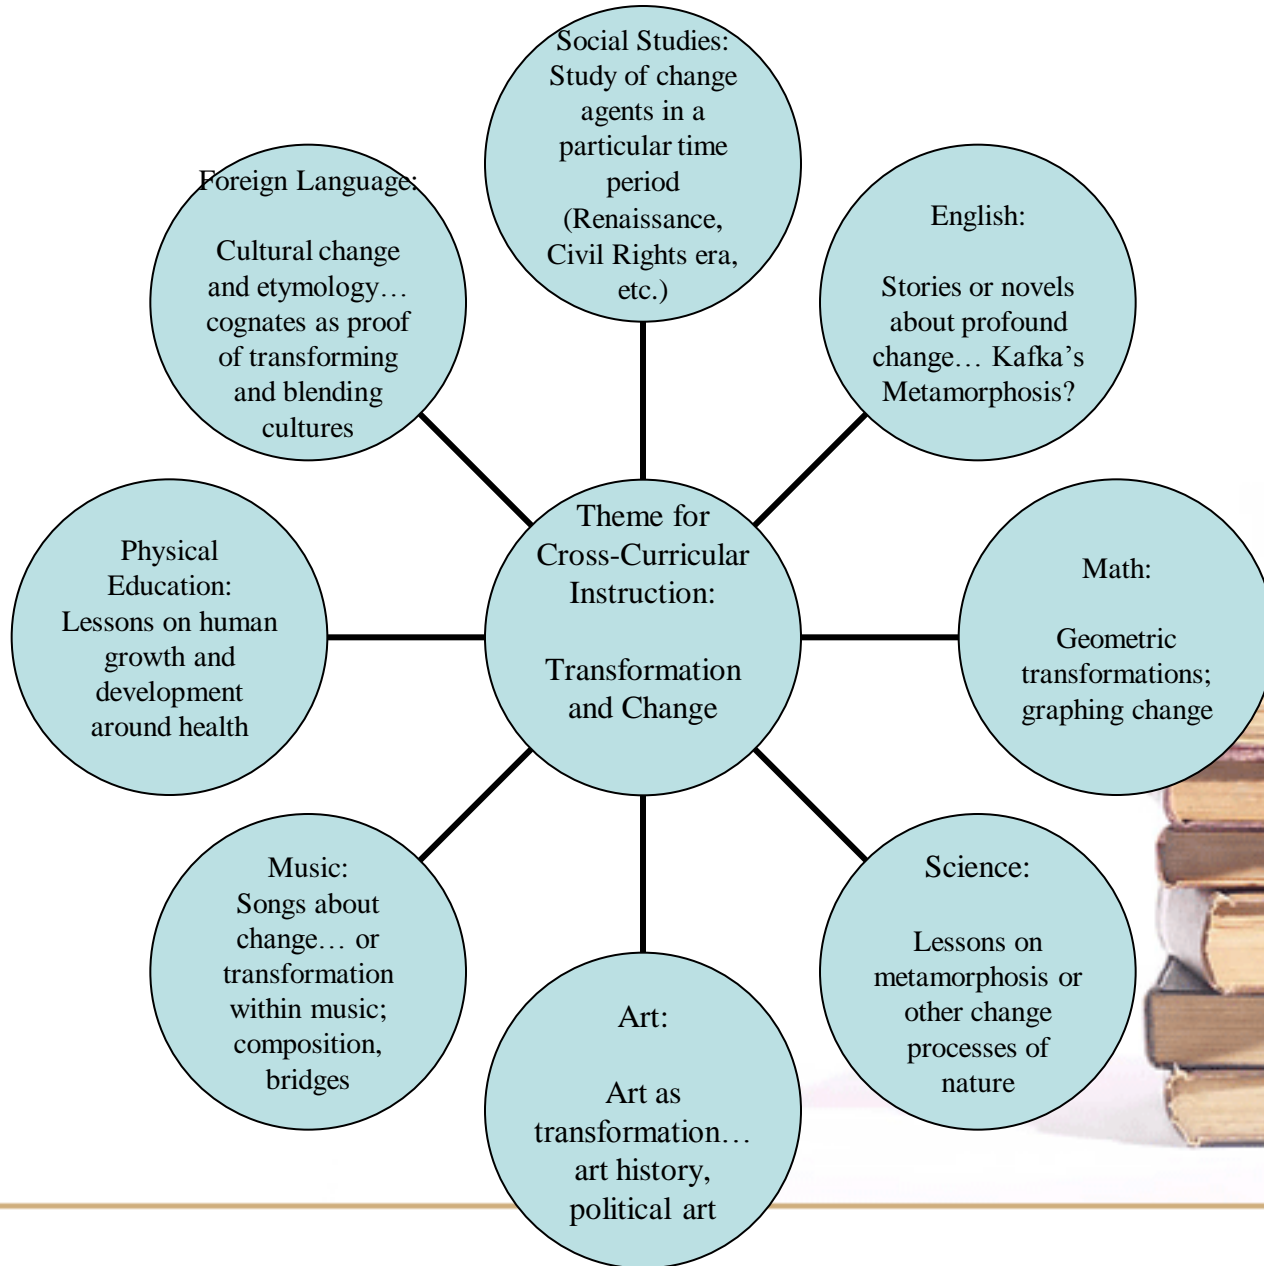 Social Studies:
Study of change
agents in a
particular time
period
(Renaissance,
Civil Rights era,
etc.)
Foreign Language:
Cultural change
and etymology…
cognates as proof
of transforming
and blending
cultures
English:
Stories or novels
about profound
change… Kafka’s
Metamorphosis?
Physical
Education:
Lessons on human
growth and
development
around health
Theme for
Cross-Curricular
Instruction:
Transformation
and Change
Math:
Geometric
transformations;
graphing change
Music:
Songs about
change… or
transformation
within music;
composition,
bridges
Art:
Art as
transformation…
art history,
political art
Science:
Lessons on
metamorphosis or
other change
processes of
nature